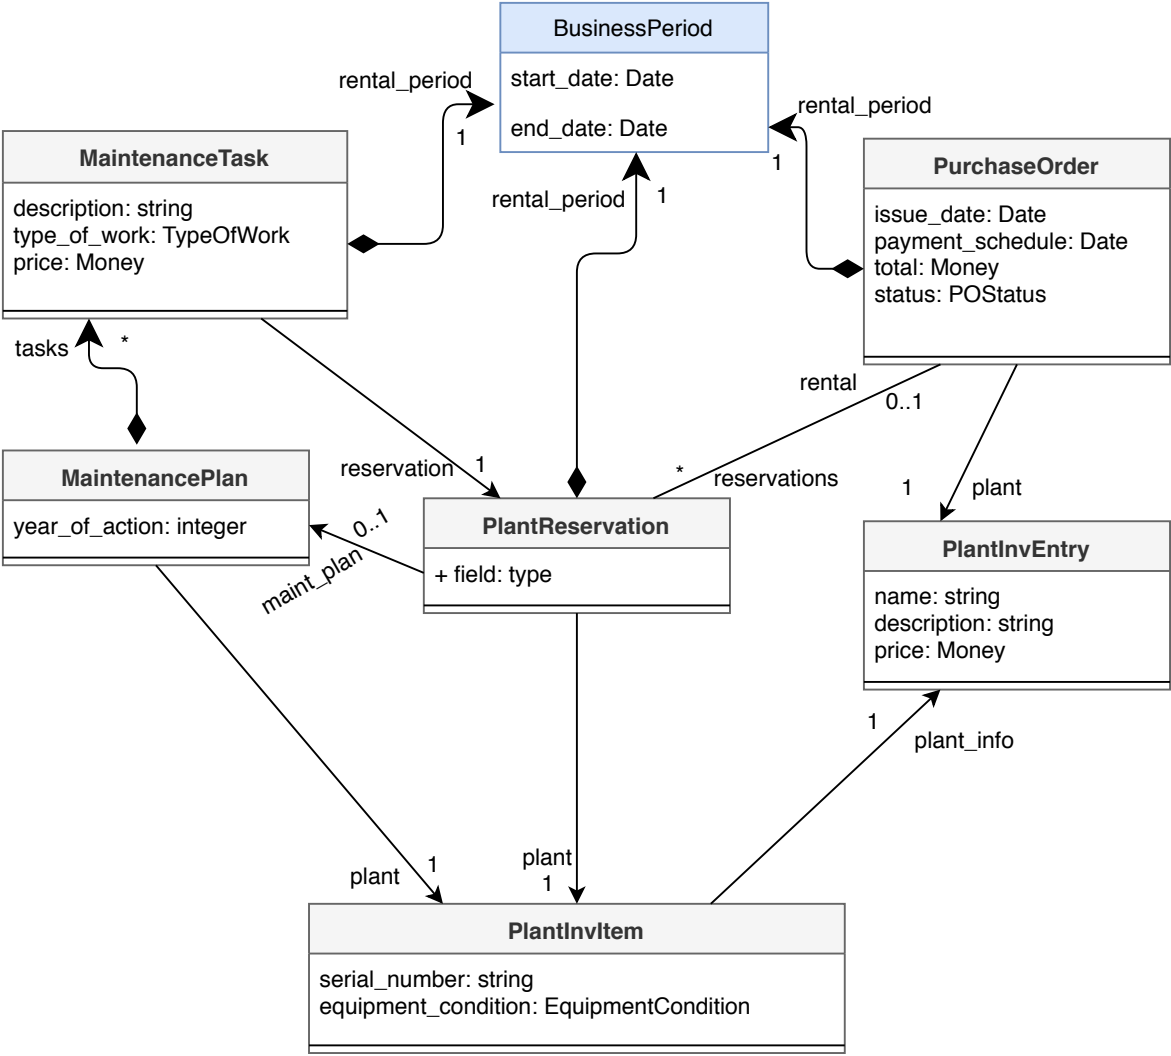 BusinessPeriod
start_date: Date
end_date: Date
rental_period
1
rental_period
1
rental_period
1
MaintenanceTask
description: string
type_of_work: TypeOfWork
price: Money
PurchaseOrder
issue_date: Date
payment_schedule: Date
total: Money
status: POStatus
tasks
*
rental
0..1
*
reservations
reservation
1
MaintenancePlan
year_of_action: integer
0..1
maint_plan
PlantReservation
+ field: type
1
plant
PlantInvEntry
name: string
description: string
price: Money
1
plant_info
plant
1
plant
1
PlantInvItem
serial_number: string
equipment_condition: EquipmentCondition